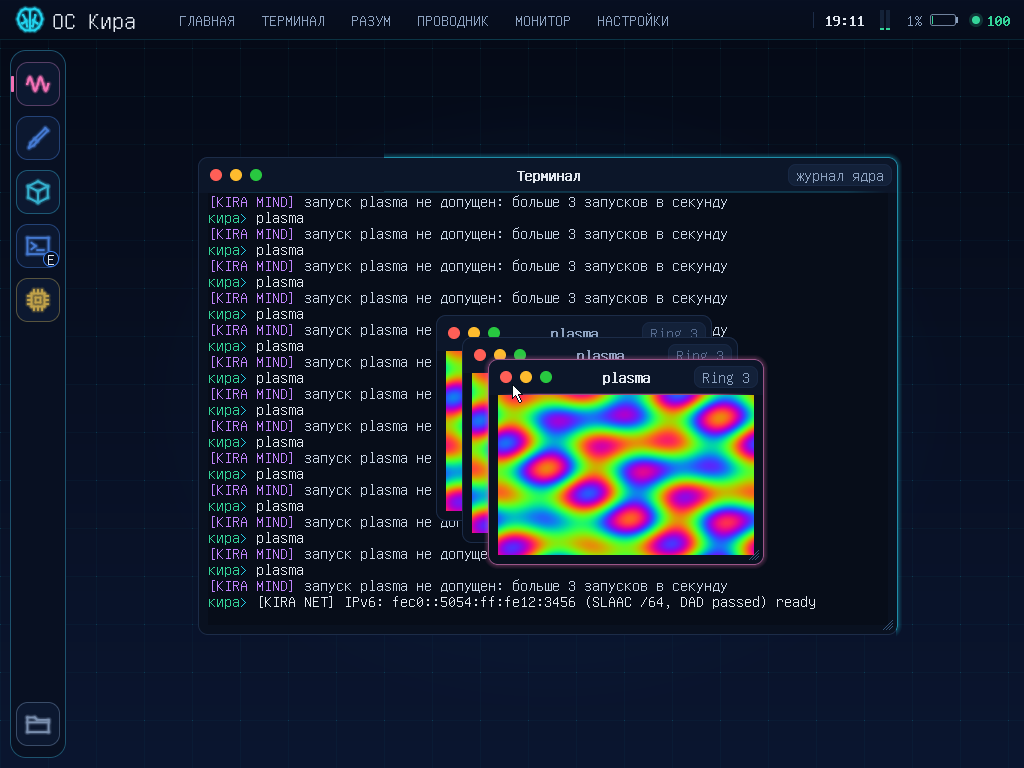 ОС Кира
ГЛАВНАЯ ТЕРМИНАЛ РАЗУМ ПРОВОДНИК МОНИТОР НАСТРОЙКИ
19:11 1% 100
E
Терминал
журнал ядра
[KIRA MIND] запуск plasma не допущен: больше 3 запусков в секунду
кира> plasma
[KIRA MIND] запуск plasma не допущен: больше 3 запусков в секунду
кира> plasma
[KIRA MIND] запуск plasma не допущен: больше 3 запусков в секунду
кира> plasma
[KIRA MIND] запуск plasma не допущен: больше 3 запусков в секунду
кира> plasma
[KIRA MIND] запуск plasma не
кира> plasma
[KIRA MIND] запуск plasma не
кира> plasma
[KIRA MIND] запуск plasma не
кира> plasma
[KIRA MIND] запуск plasma не
кира> plasma
[KIRA MIND] запуск plasma не
кира> plasma
[KIRA MIND] запуск plasma не
кира> plasma
[KIRA MIND] запуск plasma не
кира> plasma
[KIRA MIND] запуск plasma не допуще
кира> plasma
[KIRA MIND] запуск plasma не допущен: больше 3 запусков в секунду
кира> [KIRA NET] IPv6: fec0::5054:ff:fe12:3456 (SLAAC /64, DAD passed) ready
plasma Ring 3
plasma Ring 3
plasma Ring 3